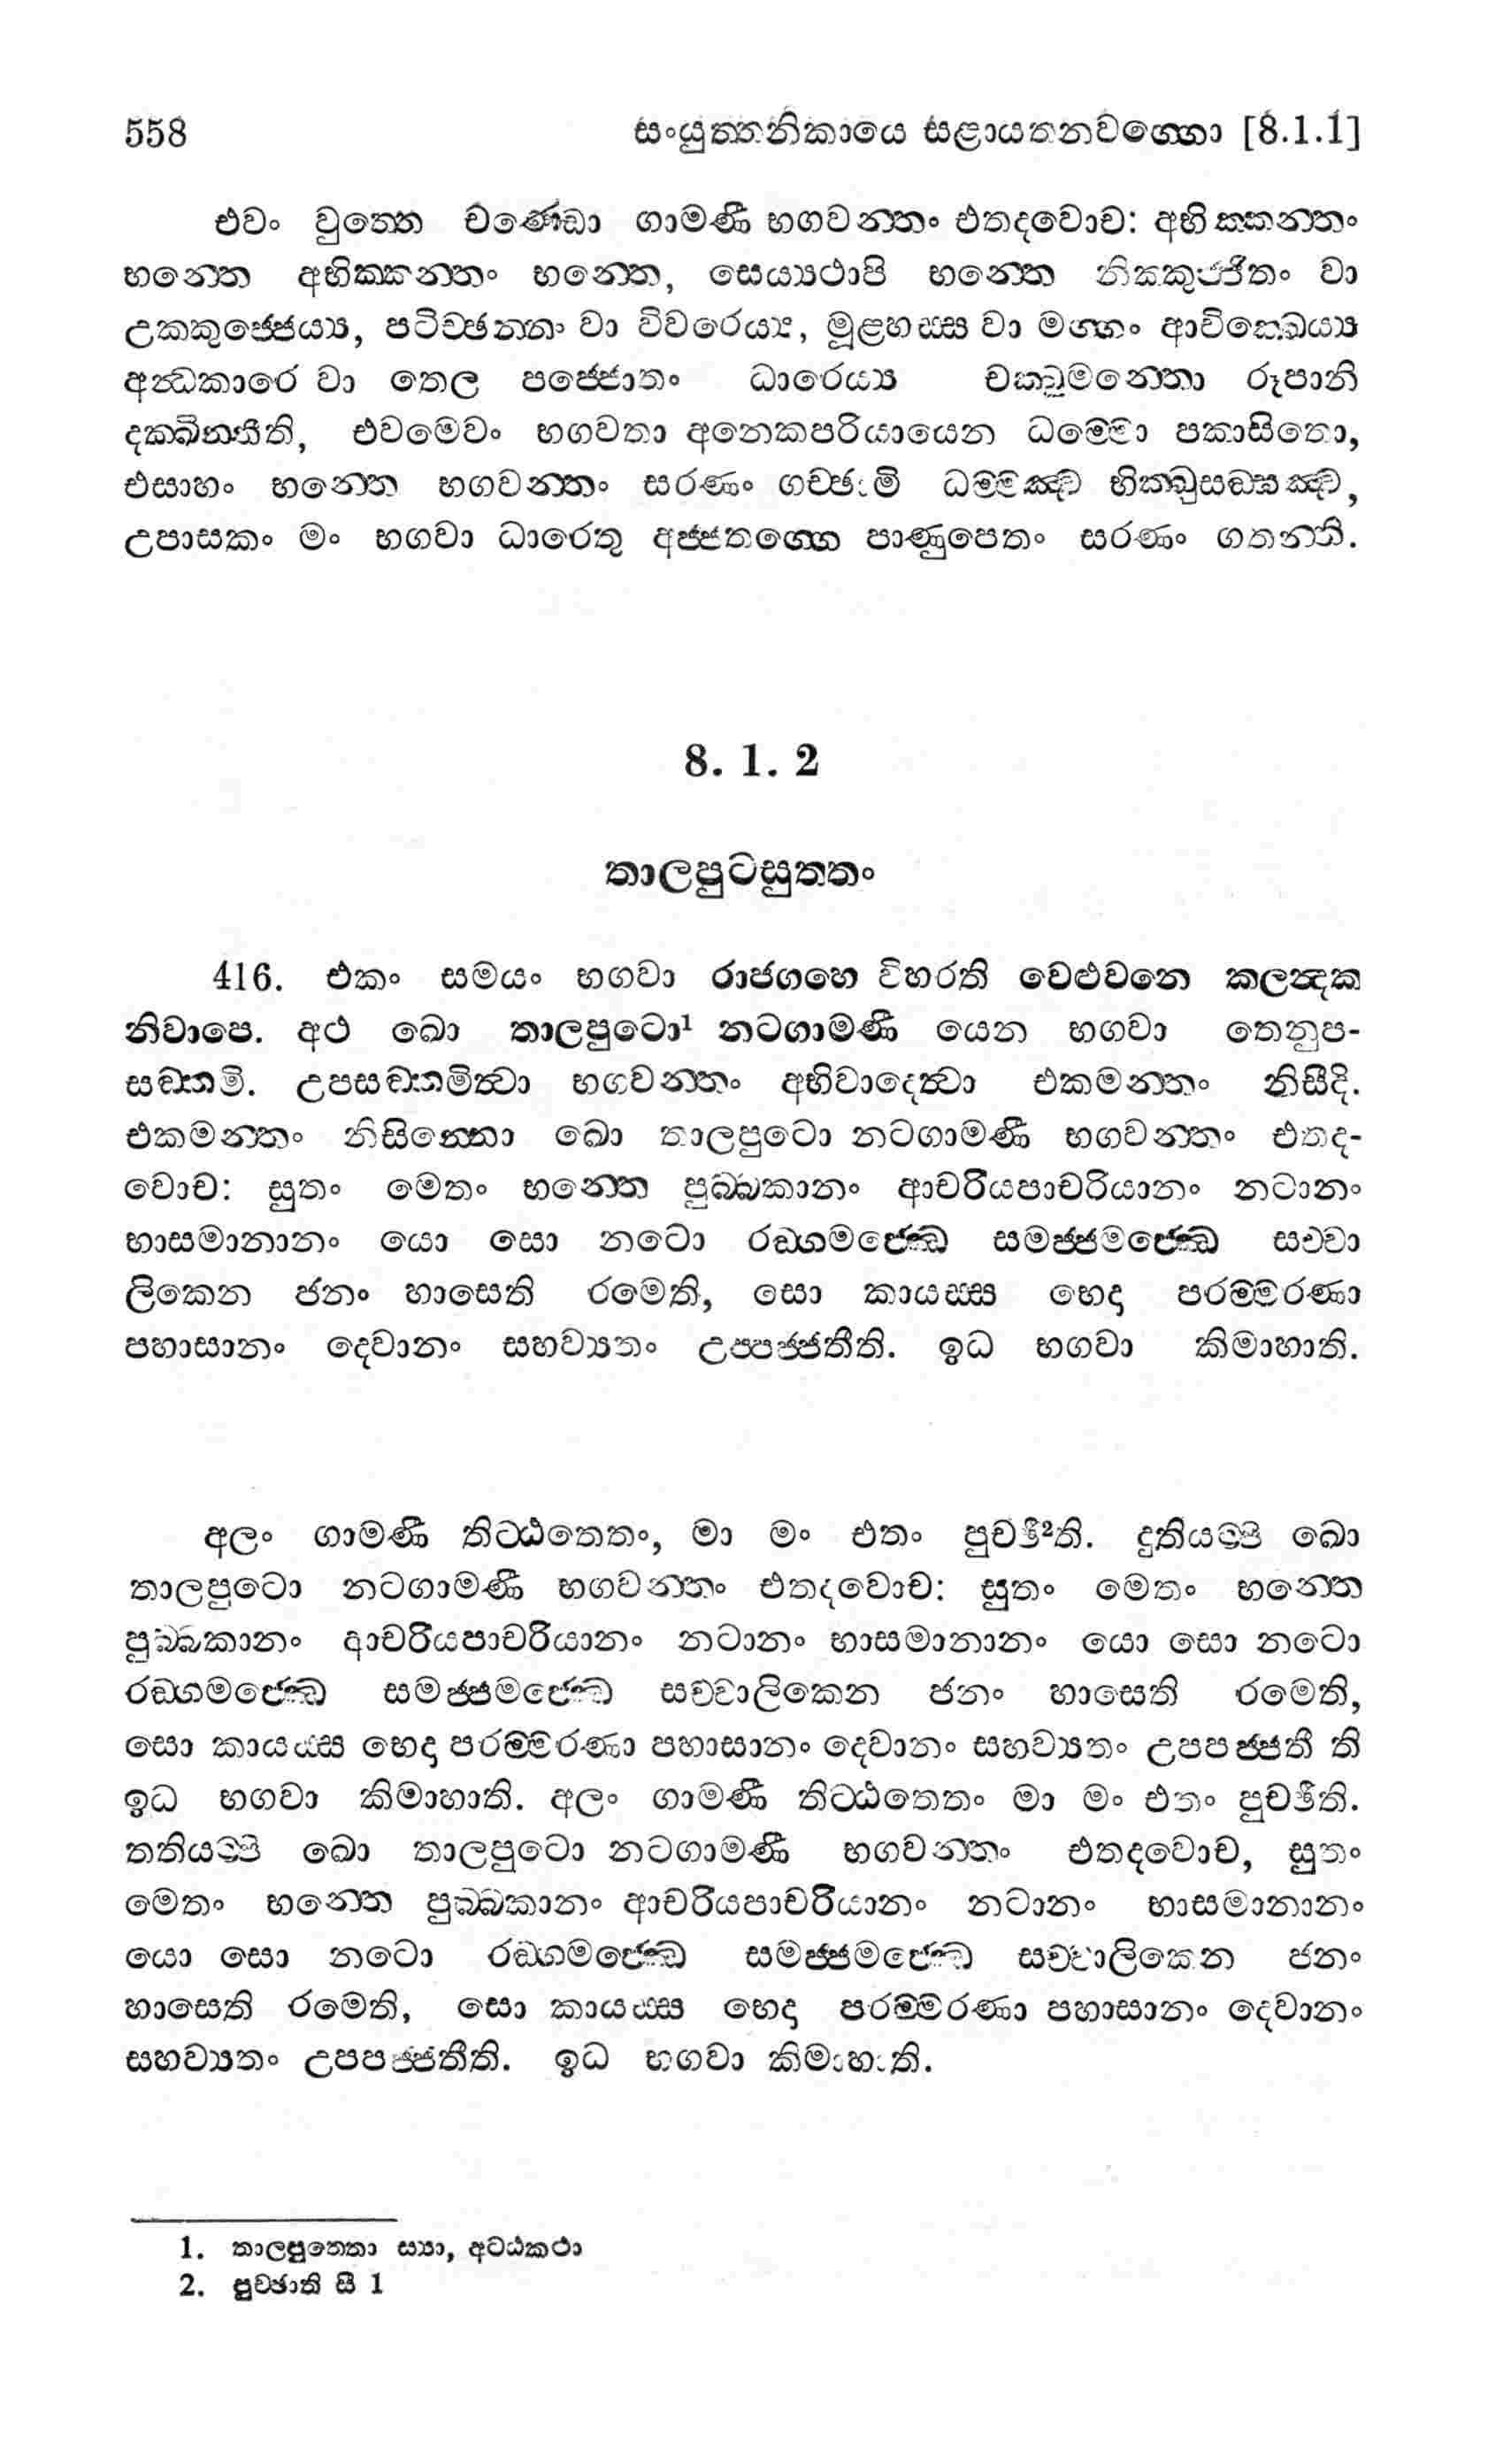 558 සංයුත්තනිකායෙ සළායතනවග්ගො [8.1.1]
එවං වුත්තෙ චණ්ඩො ගාමණී භගවන්තං එතදවොච: අභික්කන්තං
භන්තෙ අභික්කන්තං භන්තෙ, සෙය්‍යථාපි භන්තෙ නික්කුජ්ජිතං වා
උක්කුජ්ජෙය්‍ය, පටිච්ඡන්නං වා විවරෙය්‍ය, මූළ්හස්ස වා මග්ගං ආචික්ඛෙය්‍ය
අන්ධකාරෙ වා තෙල පජ්ජොතං ධාරෙය්‍ය චක්ඛුමන්තො රූපානි
දක්ඛින්තීති, එවමෙවං භගවතා අනෙකපරියායෙන ධම්මො පකාසිතො,
එසාහං භන්තෙ භගවන්තං සරණං ගච්ඡාමි ධම්මඤ්ච භික්ඛුසඞ්ඝඤ්ච,
උපාසකං මං භගවා ධාරෙතු අජ්ජතග්ගෙ පාණුපෙතං සරණං ගතන්ති.
8. 1. 2
තාලපුටසුත්තං
416. එකං සමයං භගවා රාජගහෙ විහරති වෙළුවනෙ කලන්දක
නිවාපෙ. අථ ඛො තාලපුටො¹ නටගාමණී යෙන භගවා තෙනුප-
සඞ්කමි. උපසඞ්කමිත්වා භගවන්තං අභිවාදෙත්වා එකමන්තං නිසීදි.
එකමන්තං නිසින්නො ඛො තාලපුටො නටගාමණී භගවන්තං එතද-
වොච: සුතං මෙතං භන්තෙ පුබ්බකානං ආචරියපාචරියානං නටානං
භාසමානානං යො සො නටො රඞ්ගමජ්ඣෙ සමජ්ජමජ්ඣෙ සච්චා
ලිකෙන ජනං හාසෙති රමෙති, සො කායස්ස භෙදා පරම්මරණා
පහාසානං දෙවානං සහව්‍යතං උප්පජ්ජතීති. ඉධ භගවා කිමාහාති.
අලං ගාමණී තිට්ඨතෙතං, මා මං එතං පුච්ඡී²ති. දුතියම්පි ඛො
තාලපුටො නටගාමණී භගවන්තං එතදවොච: සුතං මෙතං භන්තෙ
පුබ්බකානං ආචරියපාචරියානං නටානං භාසමානානං යො සො නටො
රඞ්ගමජ්ඣෙ සමජ්ජමජ්ඣෙ සච්චාලිකෙන ජනං හාසෙති රමෙති,
සො කායස්ස භෙදා පරම්මරණා පහාසානං දෙවානං සහව්‍යතං උපපජ්ජතී ති
ඉධ භගවා කිමාහාති. අලං ගාමණී තිට්ඨතෙතං මා මං එතං පුච්ඡීති.
තතියම්පි ඛො තාලපුටො නටගාමණී භගවන්තං එතදවොච, සුතං
මෙතං භන්තෙ පුබ්බකානං ආචරියපාචරියානං නටානං භාසමානානං
යො සො නටො රඞ්ගමජ්ඣෙ සමජ්ජමජ්ඣෙ සච්චාලිකෙන ජනං
හාසෙති රමෙති, සො කායස්ස භෙදා පරම්මරණා පහාසානං දෙවානං
සහව්‍යතං උපපජ්ජතීති. ඉධ භගවා කිමාහාති.
1. තාලපුත්තො ස්‍යා, අට්ඨකථා
2. පුච්ඡාති සී 1